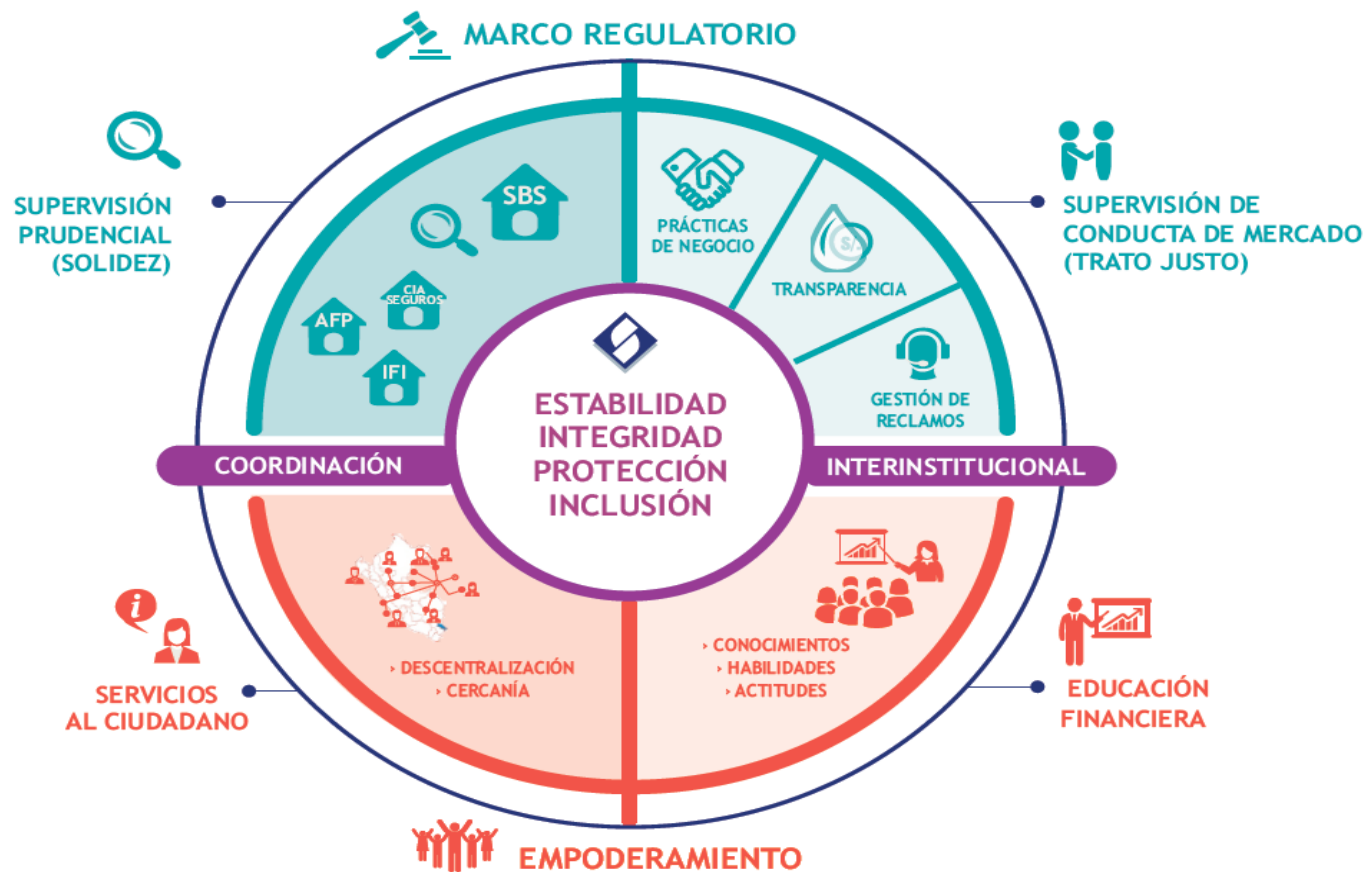 MARCO REGULATORIO
SUPERVISIÓN
PRUDENCIAL
(SOLIDEZ)
SBS
CIA
SEGUROS
AFP
IFI
PRÁCTICAS
DE NEGOCIO
S/.
TRANSPARENCIA
GESTIÓN DE
RECLAMOS
SUPERVISIÓN DE
CONDUCTA DE MERCADO
(TRATO JUSTO)
ESTABILIDAD
INTEGRIDAD
PROTECCIÓN
INCLUSIÓN
COORDINACIÓN
INTERINSTITUCIONAL
› DESCENTRALIZACIÓN
› CERCANÍA
› CONOCIMIENTOS
› HABILIDADES
› ACTITUDES
i
SERVICIOS
AL CIUDADANO
EDUCACIÓN
FINANCIERA
EMPODERAMIENTO